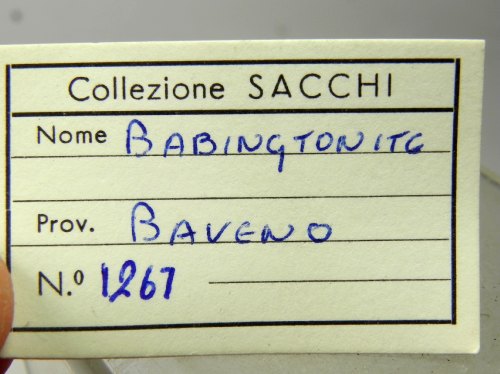 Collezione SACCHI
Nome BABINGTONITE
Prov. BAVENO
N.º 1267